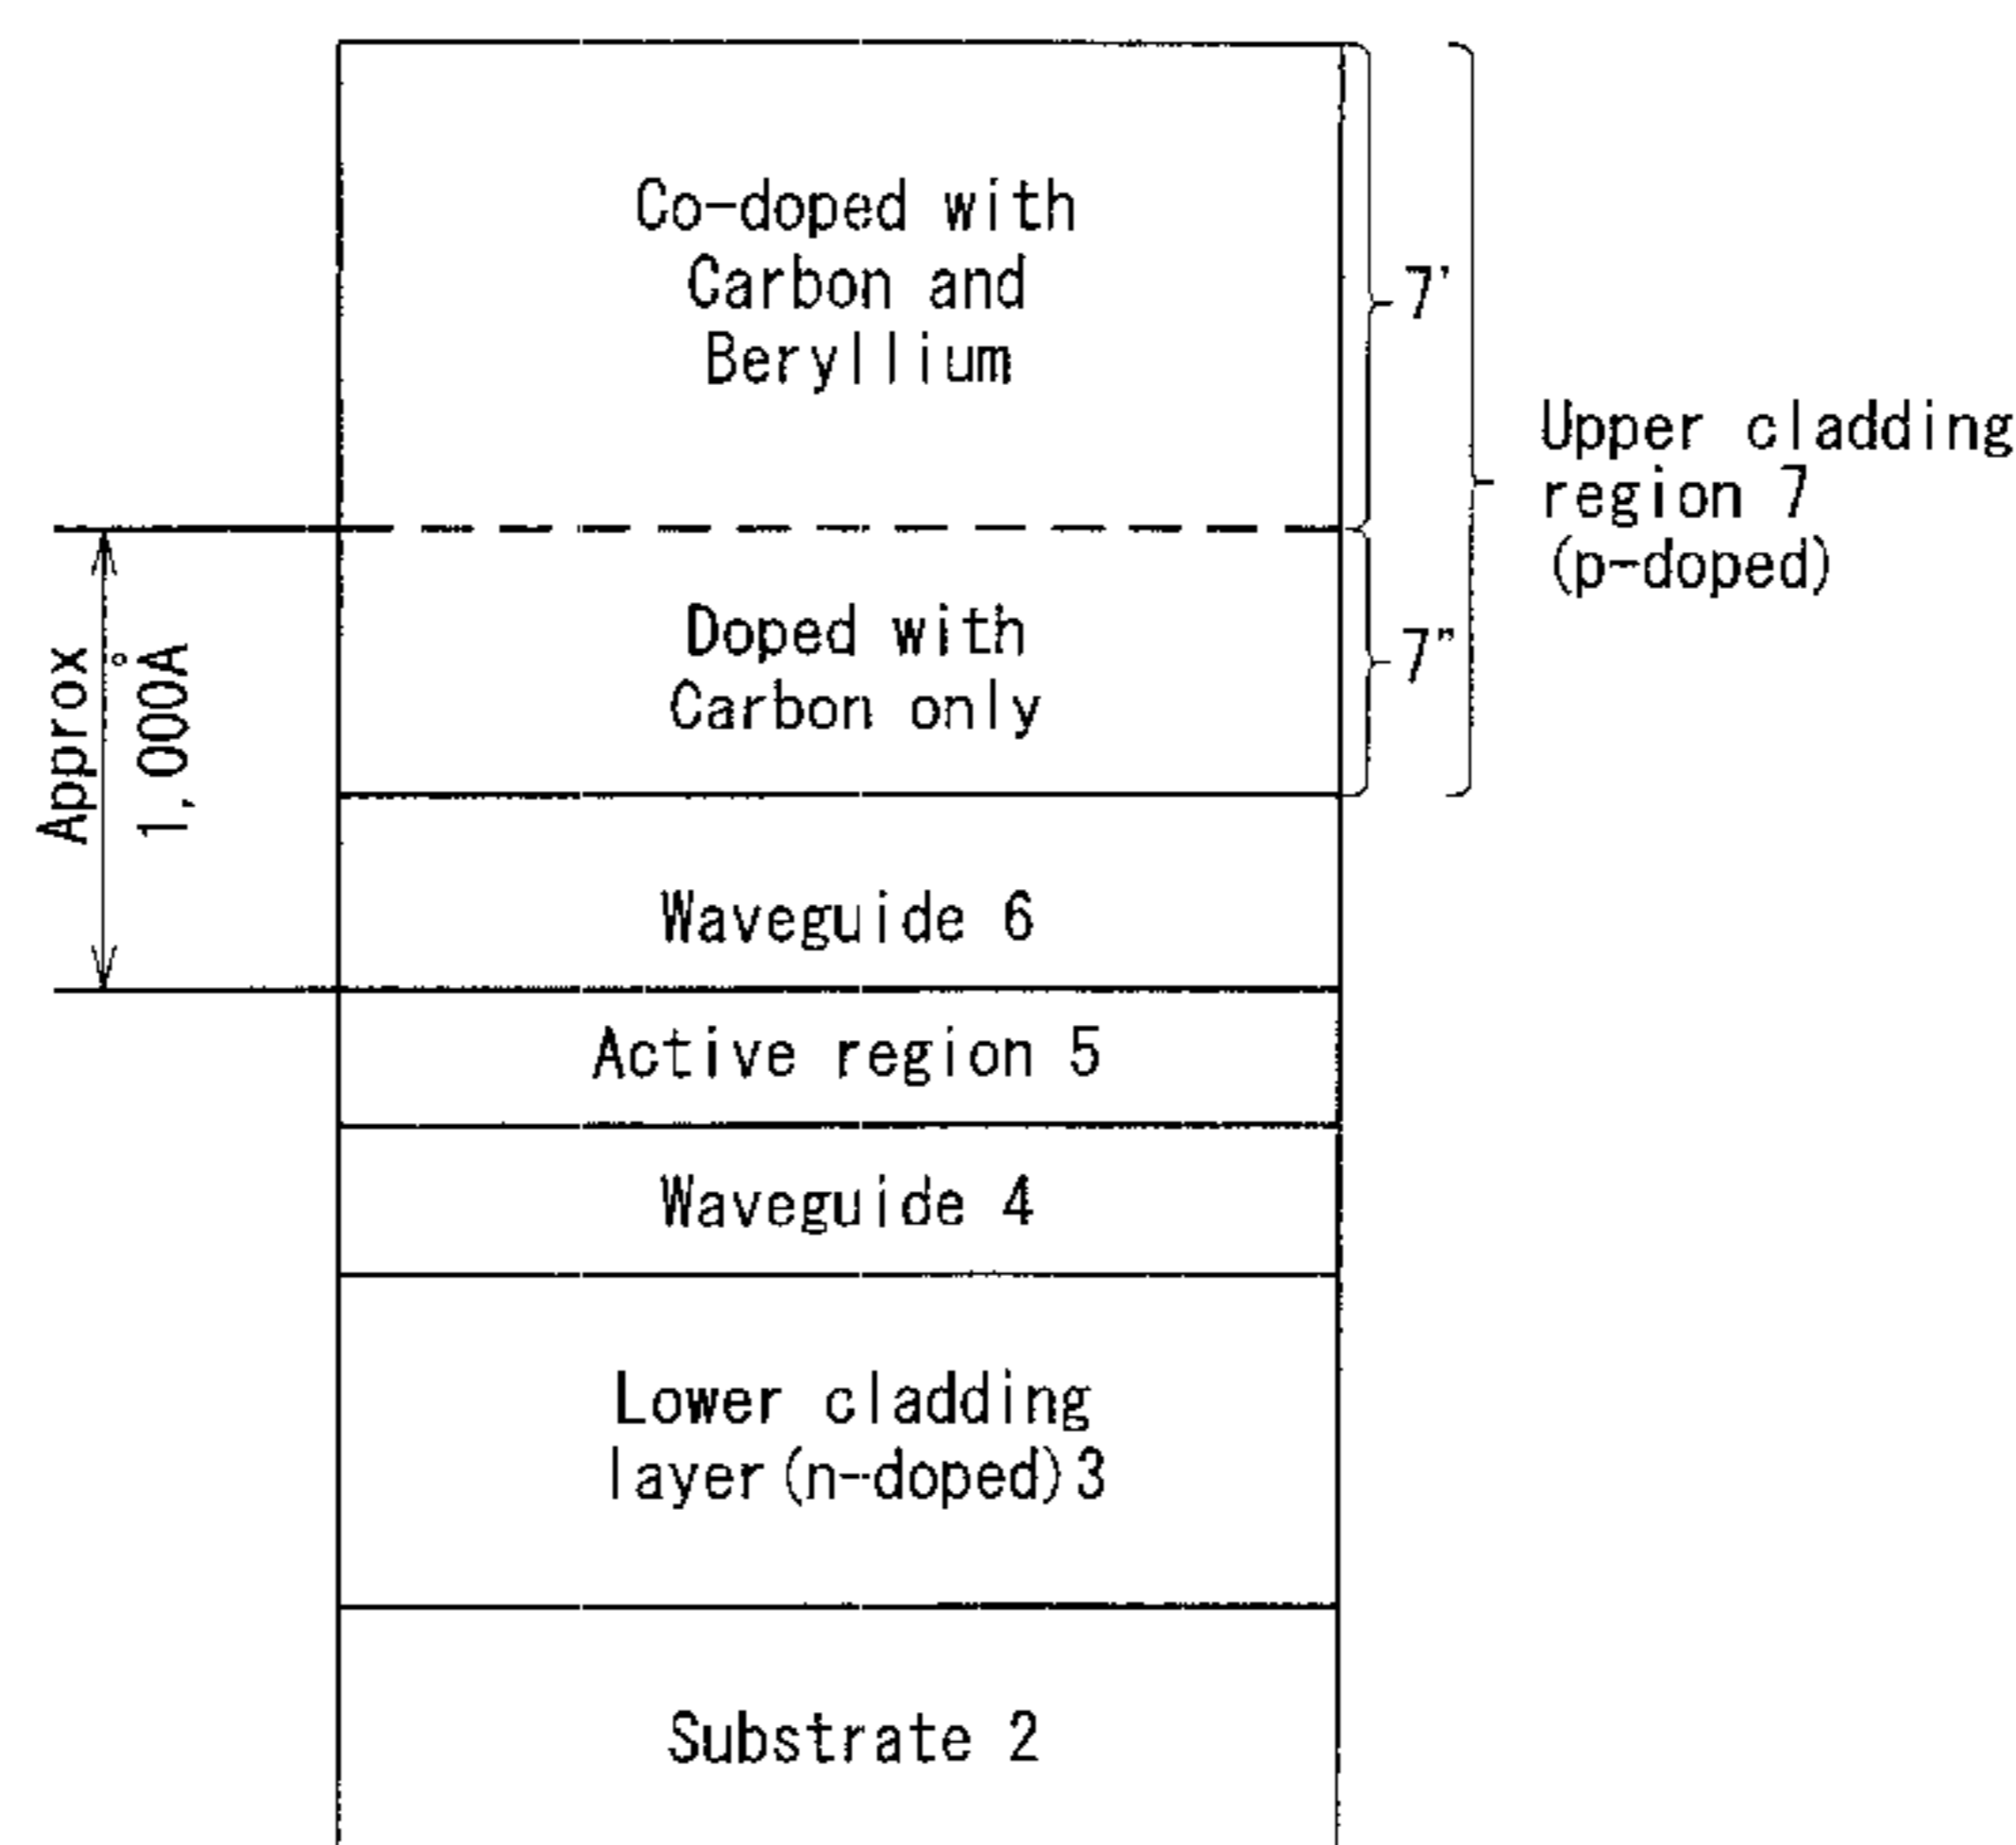 Co-doped with
Carbon and
Beryllium
7'
Upper cladding
region 7
(p-doped)
Doped with
Carbon only
7"
Approx
1,000Å
Waveguide 6
Active region 5
Waveguide 4
Lower cladding
layer(n-doped)3
Substrate 2